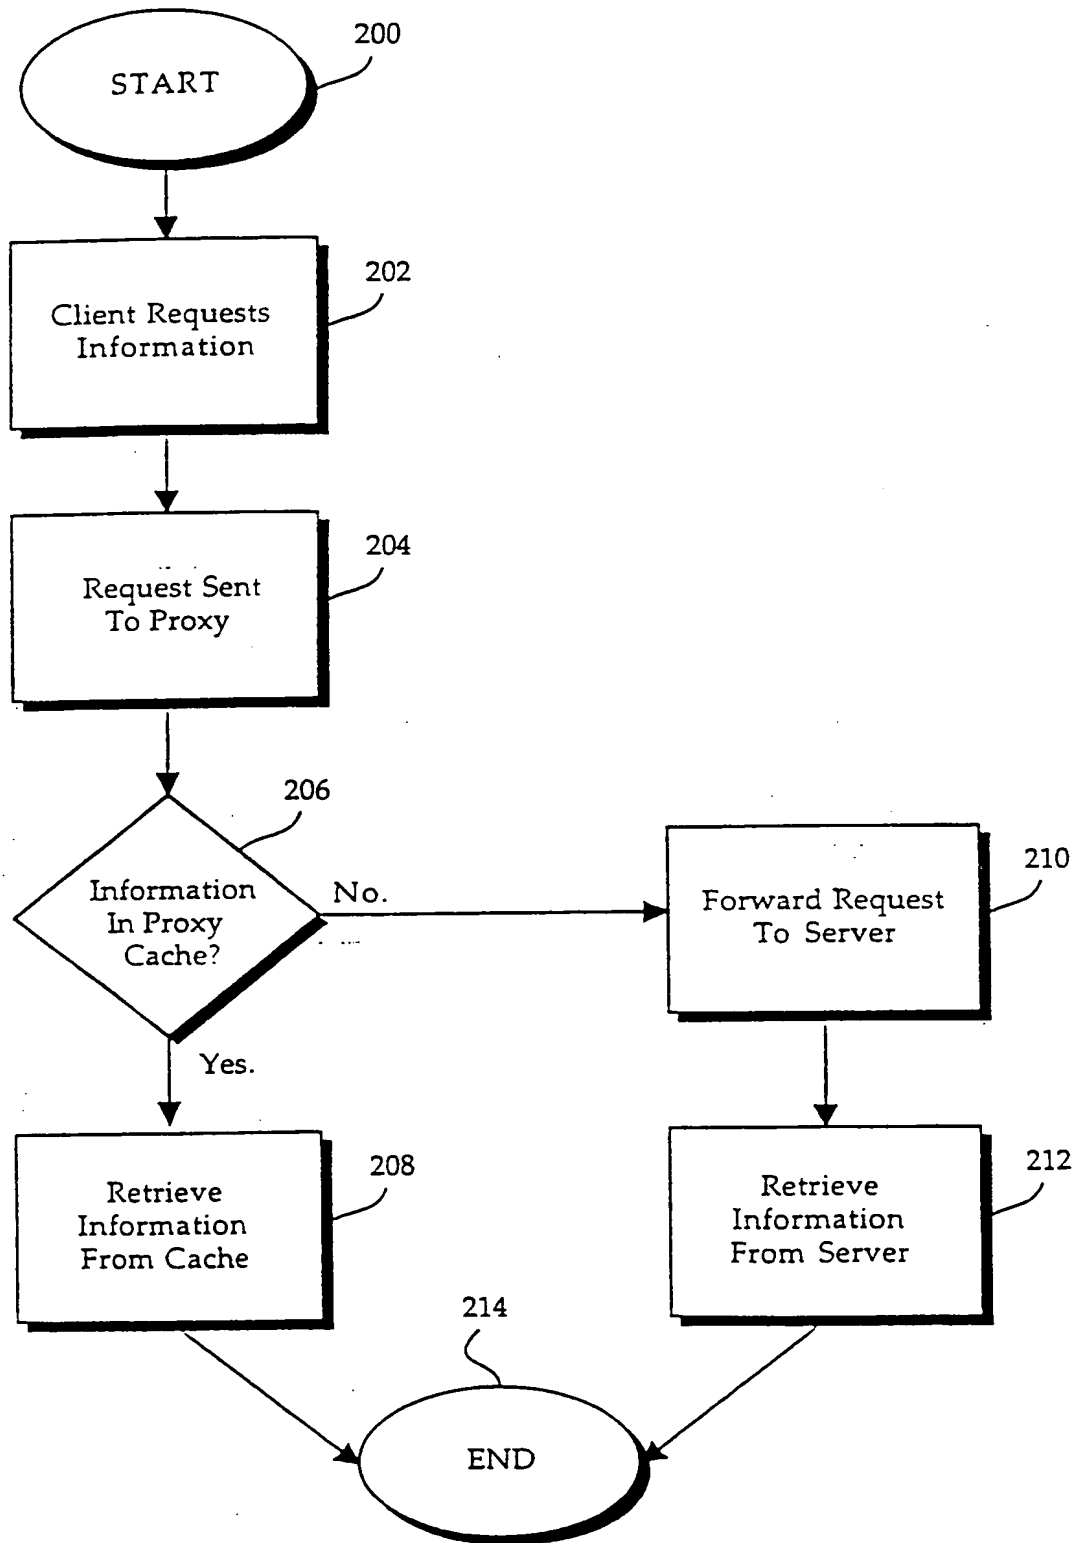 200
START
202
Client Requests
Information
204
Request Sent
To Proxy
206
Information
In Proxy
Cache?
No.
210
Forward Request
To Server
Yes.
208
Retrieve
Information
From Cache
212
Retrieve
Information
From Server
214
END